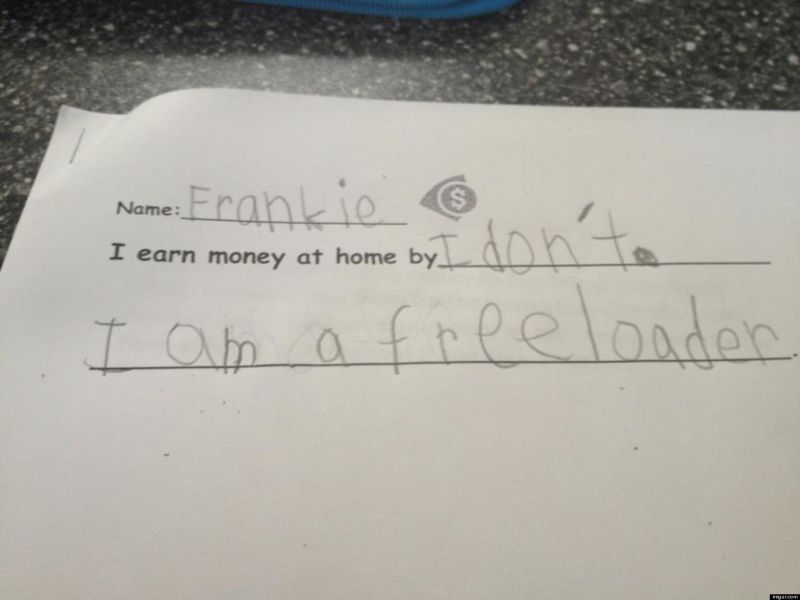 Name: Frankie $
I earn money at home by I don't.
I am a freeloader.
imgur.com